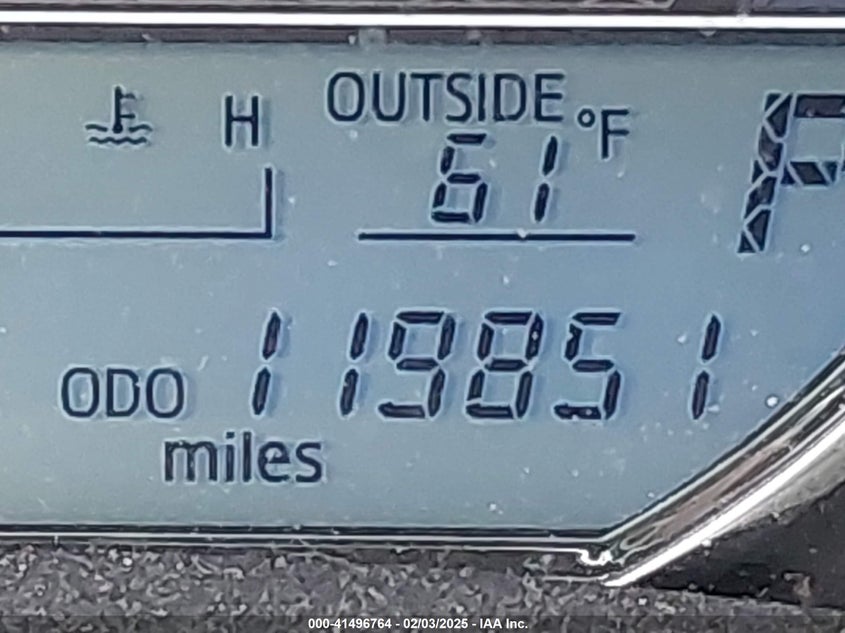 H
OUTSIDE
61 °F
P
ODO 119851
miles
000-41496764 - 02/03/2025 - IAA Inc.